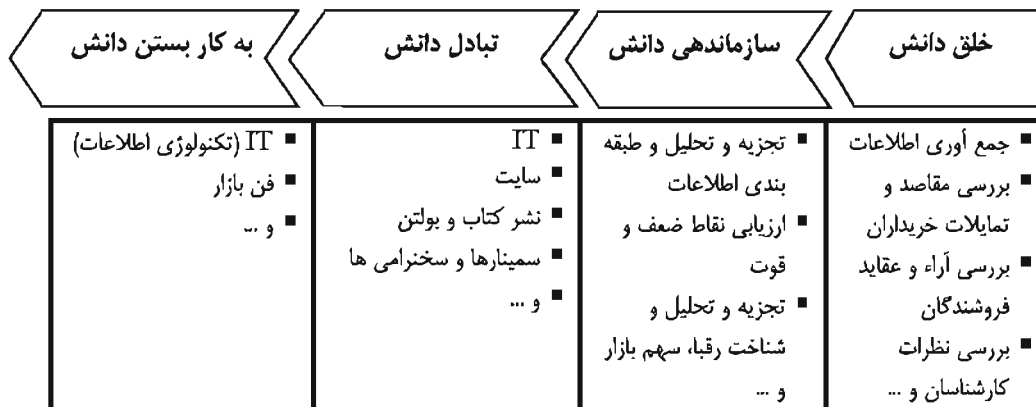 خلق دانش
سازماندهی دانش
تبادل دانش
به کار بستن دانش
▪ جمع آوری اطلاعات
▪ بررسی مقاصد و
تمایلات خریداران
▪ بررسی آراء و عقاید
فروشندگان
▪ بررسی نظرات
کارشناسان و ...
▪ تجزیه و تحلیل و طبقه
بندی اطلاعات
▪ ارزیابی نقاط ضعف و
قوت
▪ تجزیه و تحلیل و
شناخت رقبا، سهم بازار
و ...
▪ IT
▪ سایت
▪ نشر کتاب و بولتن
▪ سمینارها و سخنرامی ها
▪ و ...
▪ IT (تکنولوژی اطلاعات)
▪ فن بازار
▪ و ...